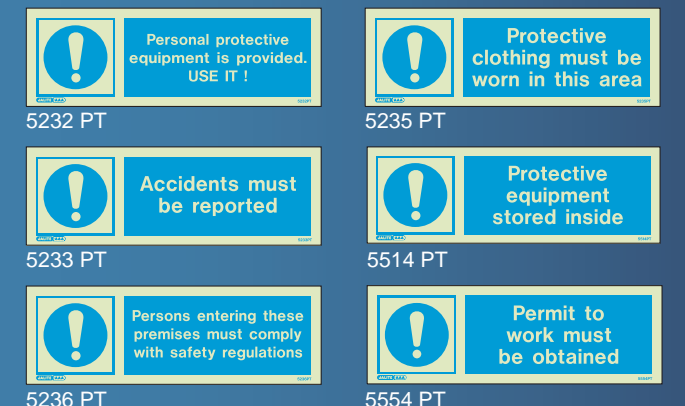 Personal protective
equipment is provided.
USE IT !
5232 PT
Protective
clothing must be
worn in this area
5235 PT
Accidents must
be reported
5233 PT
Protective
equipment
stored inside
5514 PT
Persons entering these
premises must comply
with safety regulations
5236 PT
Permit to
work must
be obtained
5554 PT